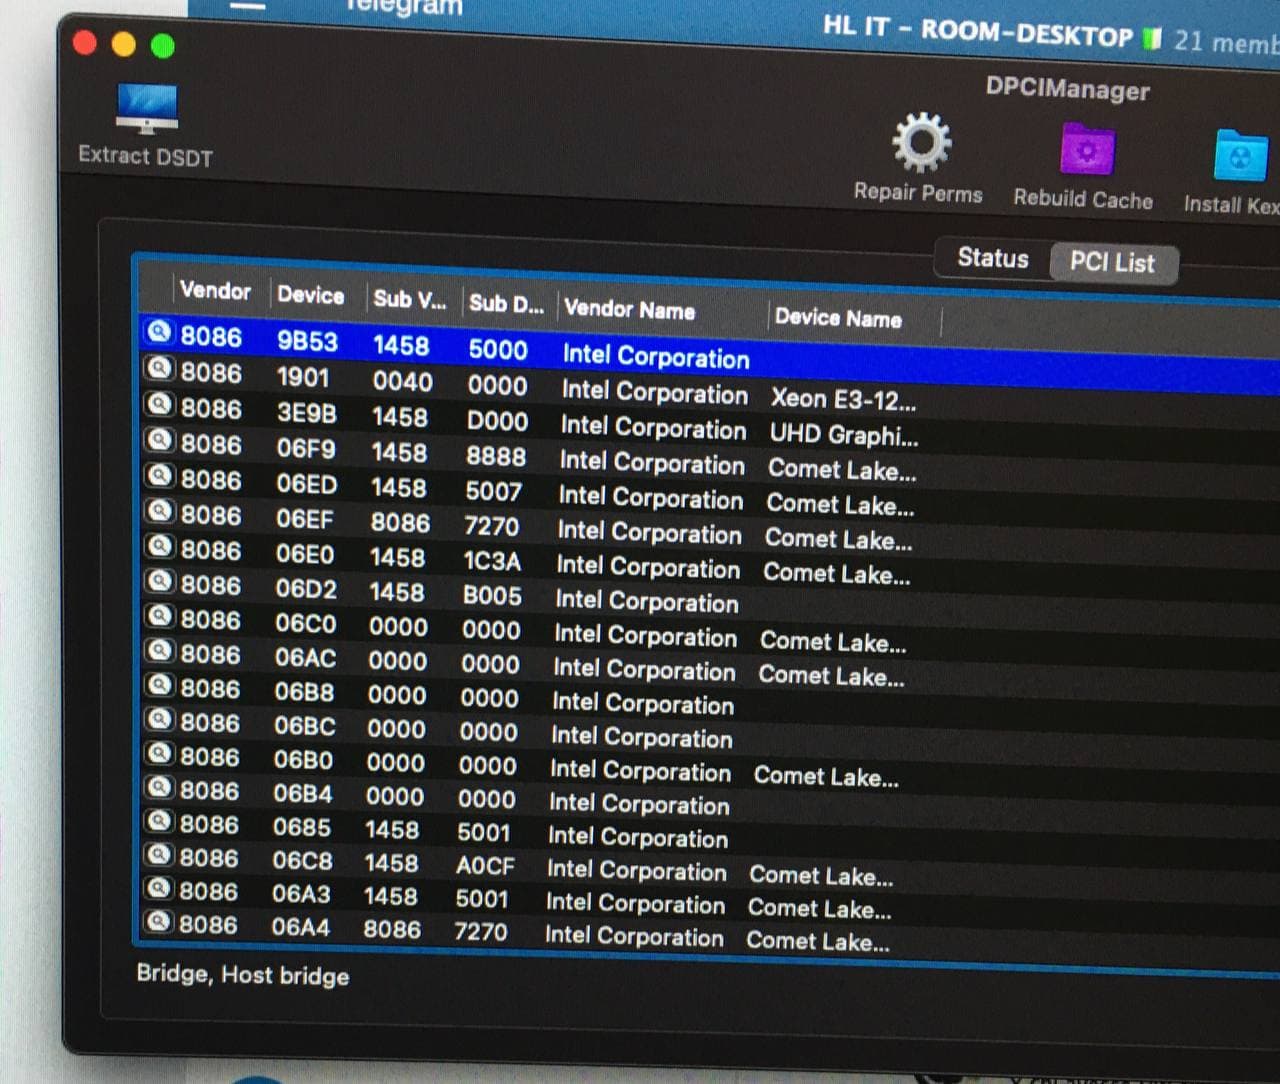 Telegram
HL IT - ROOM-DESKTOP 21 memb
DPCIManager
Extract DSDT
Repair Perms
Rebuild Cache
Install Kex
Status
PCI List
Vendor Device Sub V... Sub D... Vendor Name Device Name
8086 9B53 1458 5000 Intel Corporation
8086 1901 0040 0000 Intel Corporation Xeon E3-12...
8086 3E9B 1458 D000 Intel Corporation UHD Graphi...
8086 06F9 1458 8888 Intel Corporation Comet Lake...
8086 06ED 1458 5007 Intel Corporation Comet Lake...
8086 06EF 8086 7270 Intel Corporation Comet Lake...
8086 06E0 1458 1C3A Intel Corporation Comet Lake...
8086 06D2 1458 B005 Intel Corporation
8086 06C0 0000 0000 Intel Corporation Comet Lake...
8086 06AC 0000 0000 Intel Corporation Comet Lake...
8086 06B8 0000 0000 Intel Corporation
8086 06BC 0000 0000 Intel Corporation
8086 06B0 0000 0000 Intel Corporation Comet Lake...
8086 06B4 0000 0000 Intel Corporation
8086 0685 1458 5001 Intel Corporation
8086 06C8 1458 A0CF Intel Corporation Comet Lake...
8086 06A3 1458 5001 Intel Corporation Comet Lake...
8086 06A4 8086 7270 Intel Corporation Comet Lake...
Bridge, Host bridge